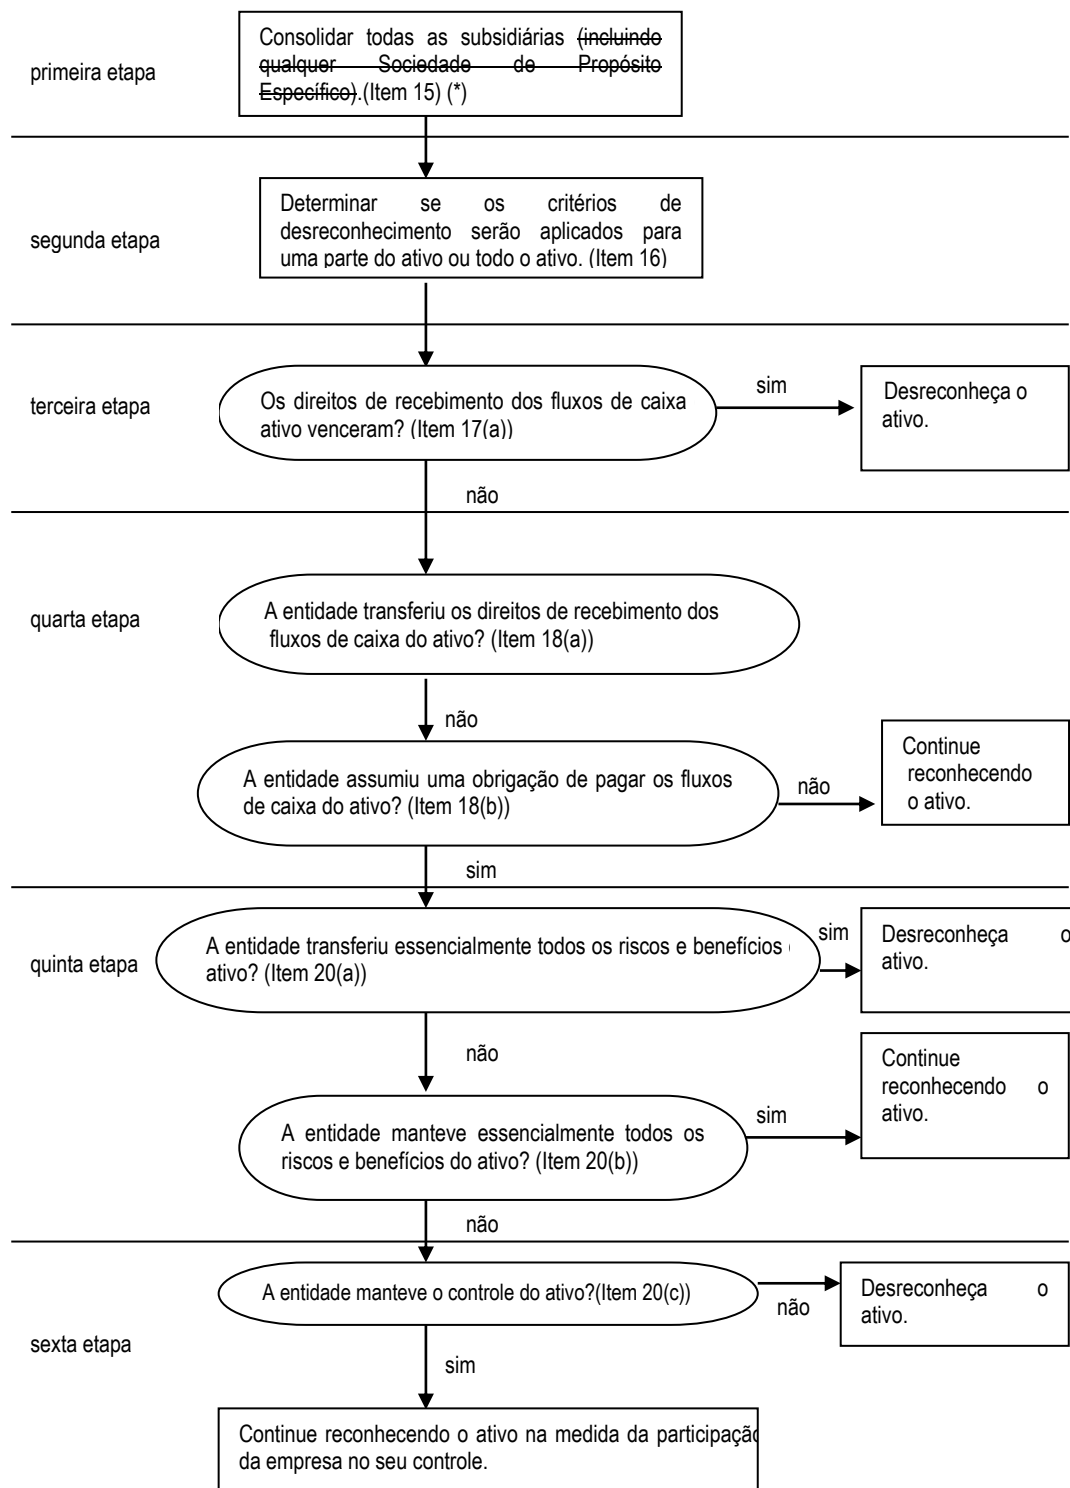 primeira etapa
Consolidar todas as subsidiárias (incluindo
qualquer Sociedade de Propósito
Específico).(Item 15) (*)
segunda etapa
Determinar se os critérios de
desreconhecimento serão aplicados para
uma parte do ativo ou todo o ativo. (Item 16)
terceira etapa
Os direitos de recebimento dos fluxos de caixa
ativo venceram? (Item 17(a))
sim
Desreconheça o
ativo.
não
quarta etapa
A entidade transferiu os direitos de recebimento dos
fluxos de caixa do ativo? (Item 18(a))
não
A entidade assumiu uma obrigação de pagar os fluxos
de caixa do ativo? (Item 18(b))
não
Continue
reconhecendo
o ativo.
sim
quinta etapa
A entidade transferiu essencialmente todos os riscos e benefícios
ativo? (Item 20(a))
sim
Desreconheça o
ativo.
não
A entidade manteve essencialmente todos os
riscos e benefícios do ativo? (Item 20(b))
sim
Continue
reconhecendo o
ativo.
não
sexta etapa
A entidade manteve o controle do ativo?(Item 20(c))
não
Desreconheça o
ativo.
sim
Continue reconhecendo o ativo na medida da participação
da empresa no seu controle.